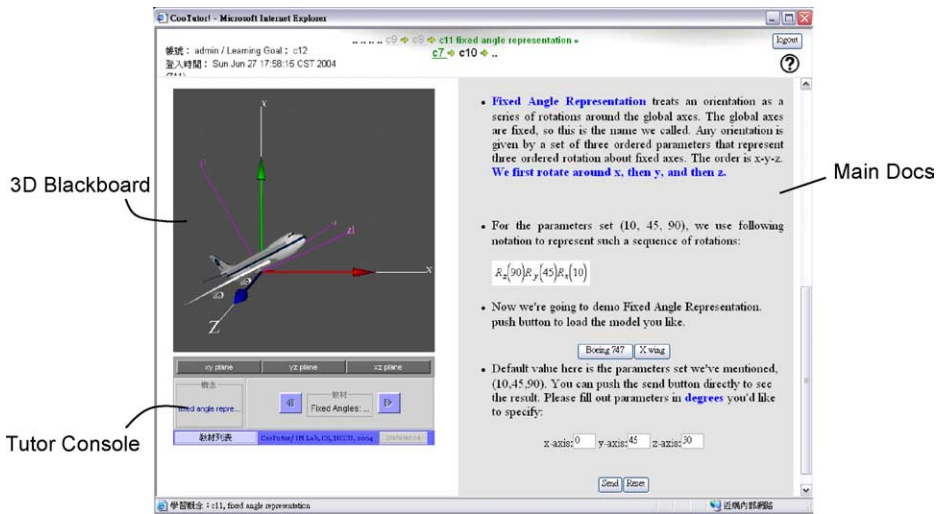 CooTutor! - Microsoft Internet Explorer
帳號： admin / Learning Goal： c12
登入時間： Sun Jun 27 17:58:15 CST 2004
.. .. .. .. c9 c8 c11 fixed angle representation
c7 c10 ..
logout
?
3D Blackboard
Tutor Console
Main Docs
Y
x
Z
zl
xy plane
yz plane
xz plane
概念
fixed angle repre...
教材
Fixed Angles: ...
教材列表
CooTutor/ IM Lab, CS, NCCU, 2004
• Fixed Angle Representation treats an orientation as a
series of rotations around the global axes. The global axes
are fixed, so this is the name we called. Any orientation is
given by a set of three ordered parameters that represent
three ordered rotation about fixed axes. The order is x-y-z.
We first rotate around x, then y, and then z.
• For the parameters set (10, 45, 90), we use following
notation to represent such a sequence of rotations:
R_z(90)R_y(45)R_x(10)
• Now we're going to demo Fixed Angle Representation.
push button to load the model you like.
Boeing 747 X wing
• Default value here is the parameters set we've mentioned,
(10,45,90). You can push the send button directly to see
the result. Please fill out parameters in degrees you'd like
to specify:
x-axis: 0 y-axis: 45 z-axis: 30
Send Reset
學習概念：c11, fixed angle representation
近端內部網路